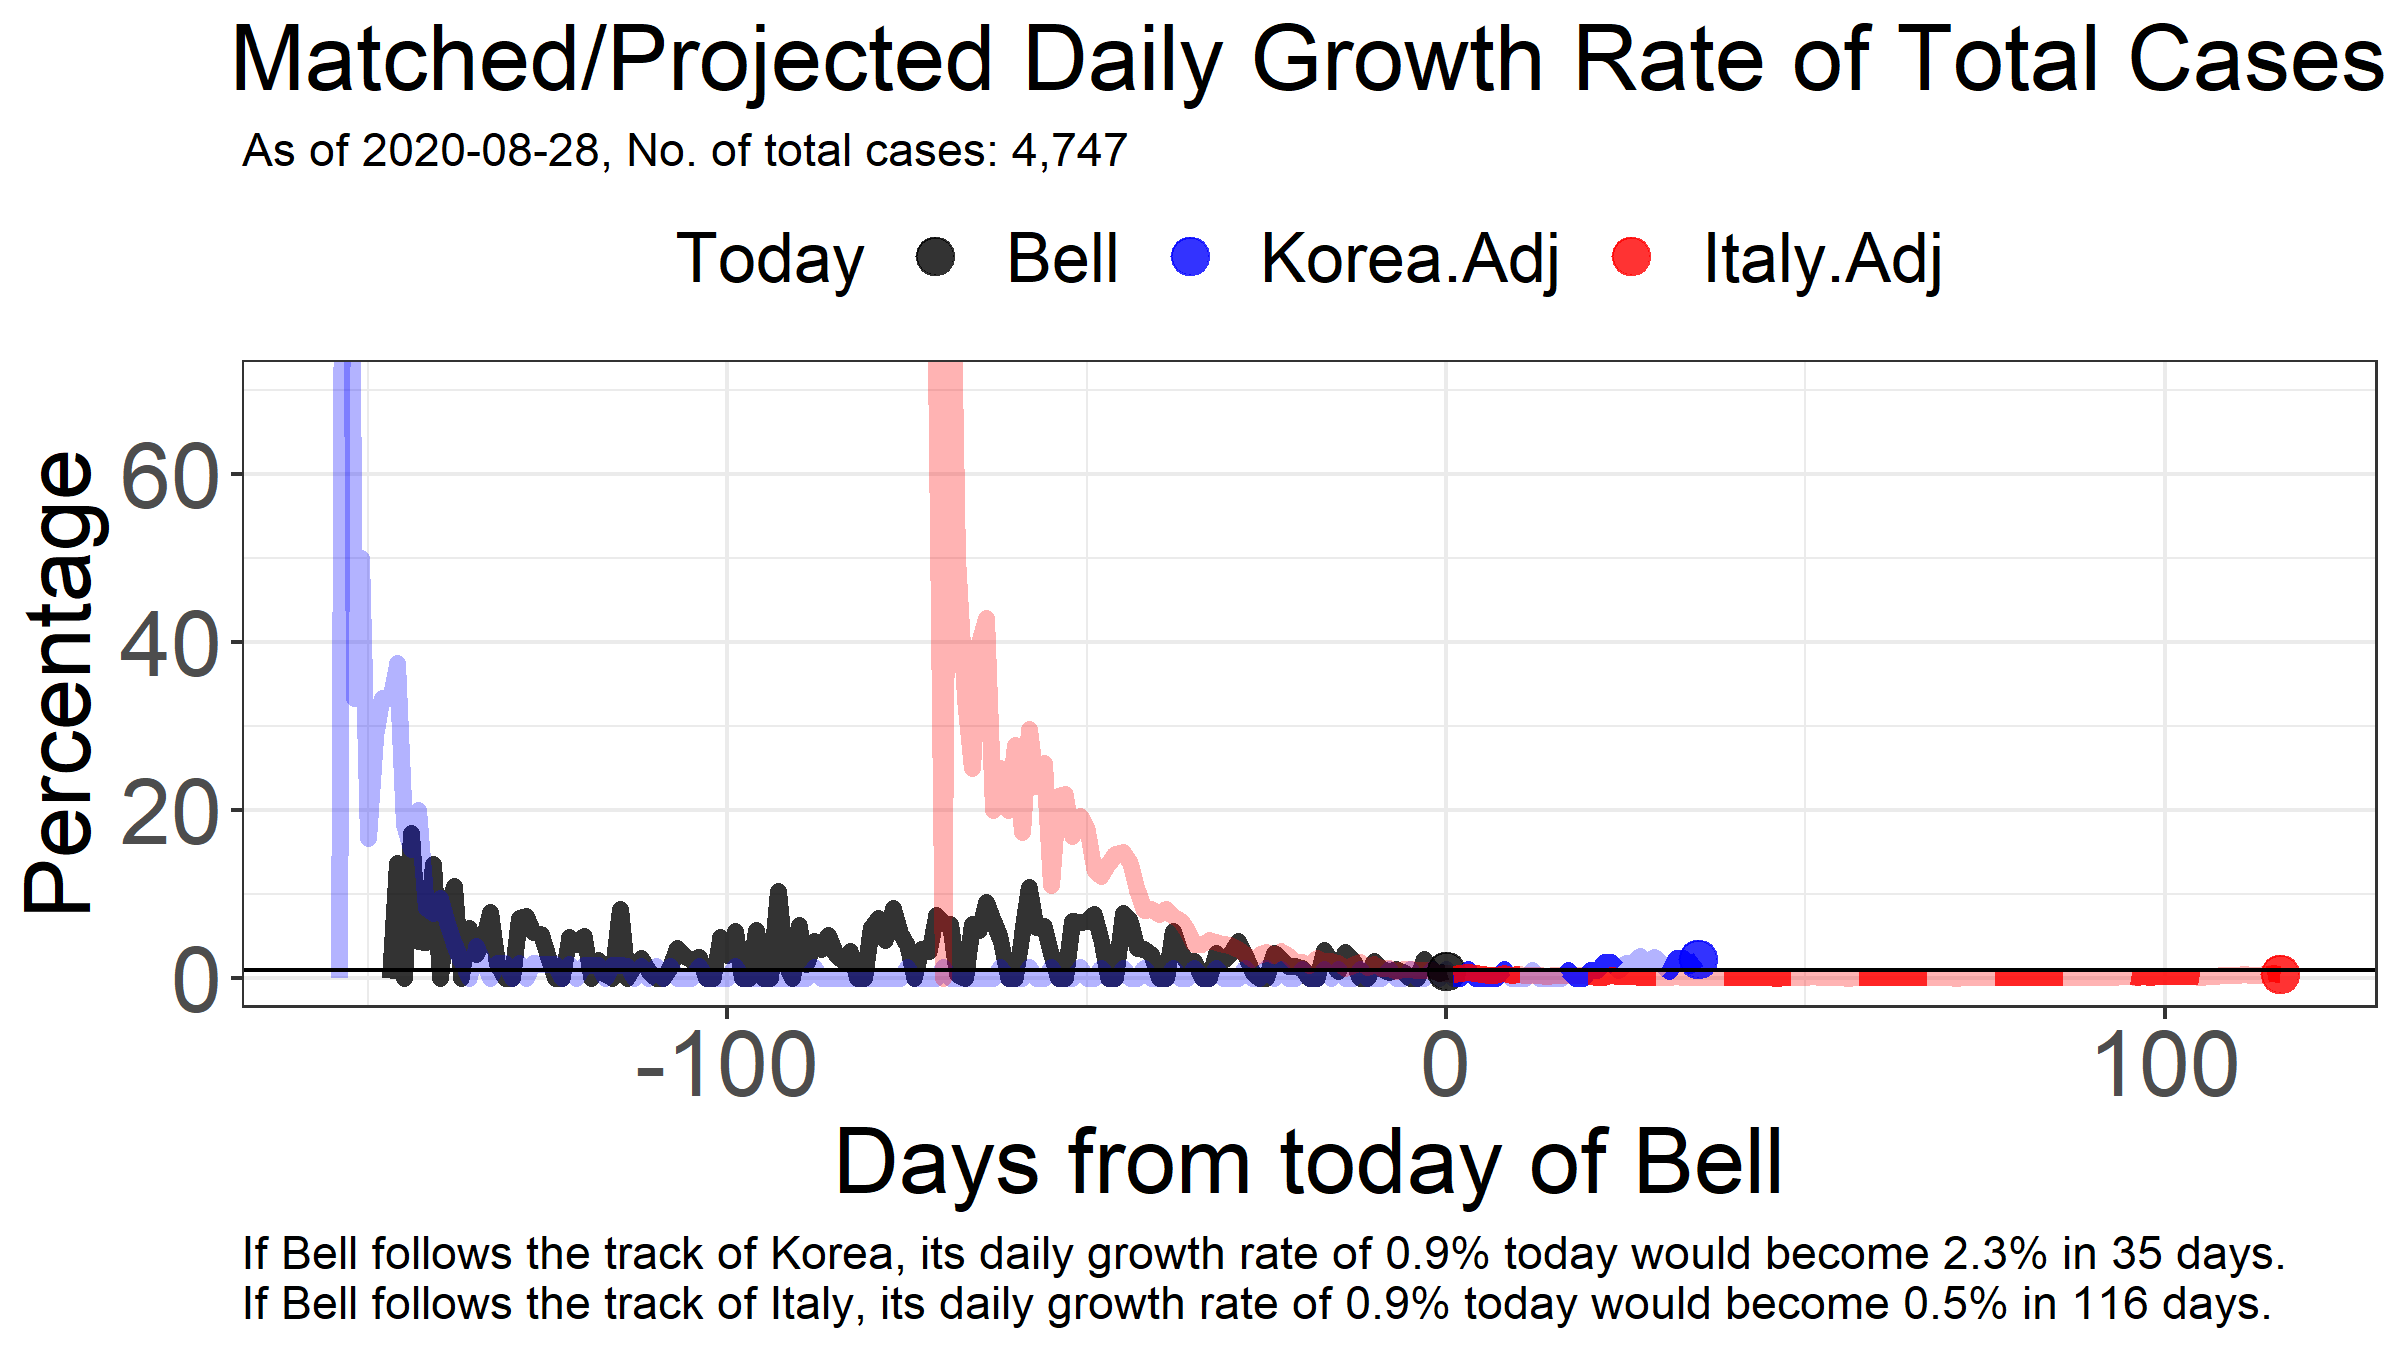 Matched/Projected Daily Growth Rate of Total Cases
As of 2020-08-28, No. of total cases: 4,747
Today Bell Korea.Adj Italy.Adj
Percentage
60
40
20
0
-100 0 100
Days from today of Bell
If Bell follows the track of Korea, its daily growth rate of 0.9% today would become 2.3% in 35 days.
If Bell follows the track of Italy, its daily growth rate of 0.9% today would become 0.5% in 116 days.